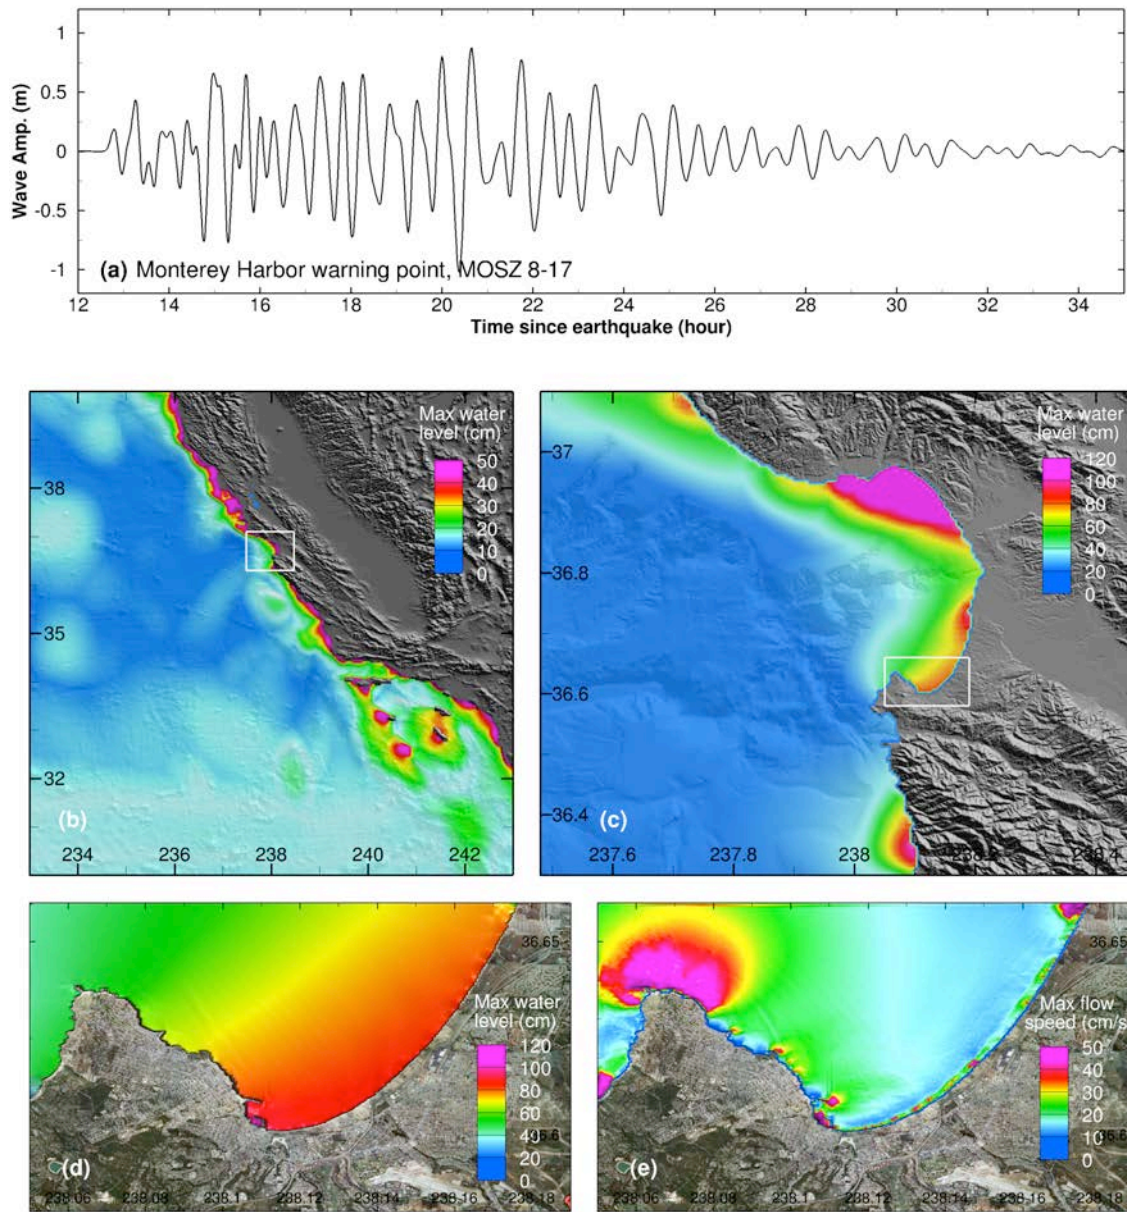 1
0.5
0
-0.5
-1
Wave Amp. (m)
(a) Monterey Harbor warning point, MOSZ 8-17
12 14 16 18 20 22 24 26 28 30 32 34
Time since earthquake (hour)
Max water
level (cm)
50
40
30
20
10
0
38
35
32
(b)
234 236 238 240 242
Max water
level (cm)
120
100
80
60
40
20
0
37
36.8
36.6
36.4
(c)
237.6 237.8 238 238.4
36.65
Max water
level (cm)
120
100
80
60
40
20
0
(d)
238.06 238.08 238.1 238.12 238.14 238.16 238.18
36.65
Max flow
speed (cm/s
50
40
30
20
10
0
(e)
238.06 238.08 238.1 238.12 238.14 238.16 238.18